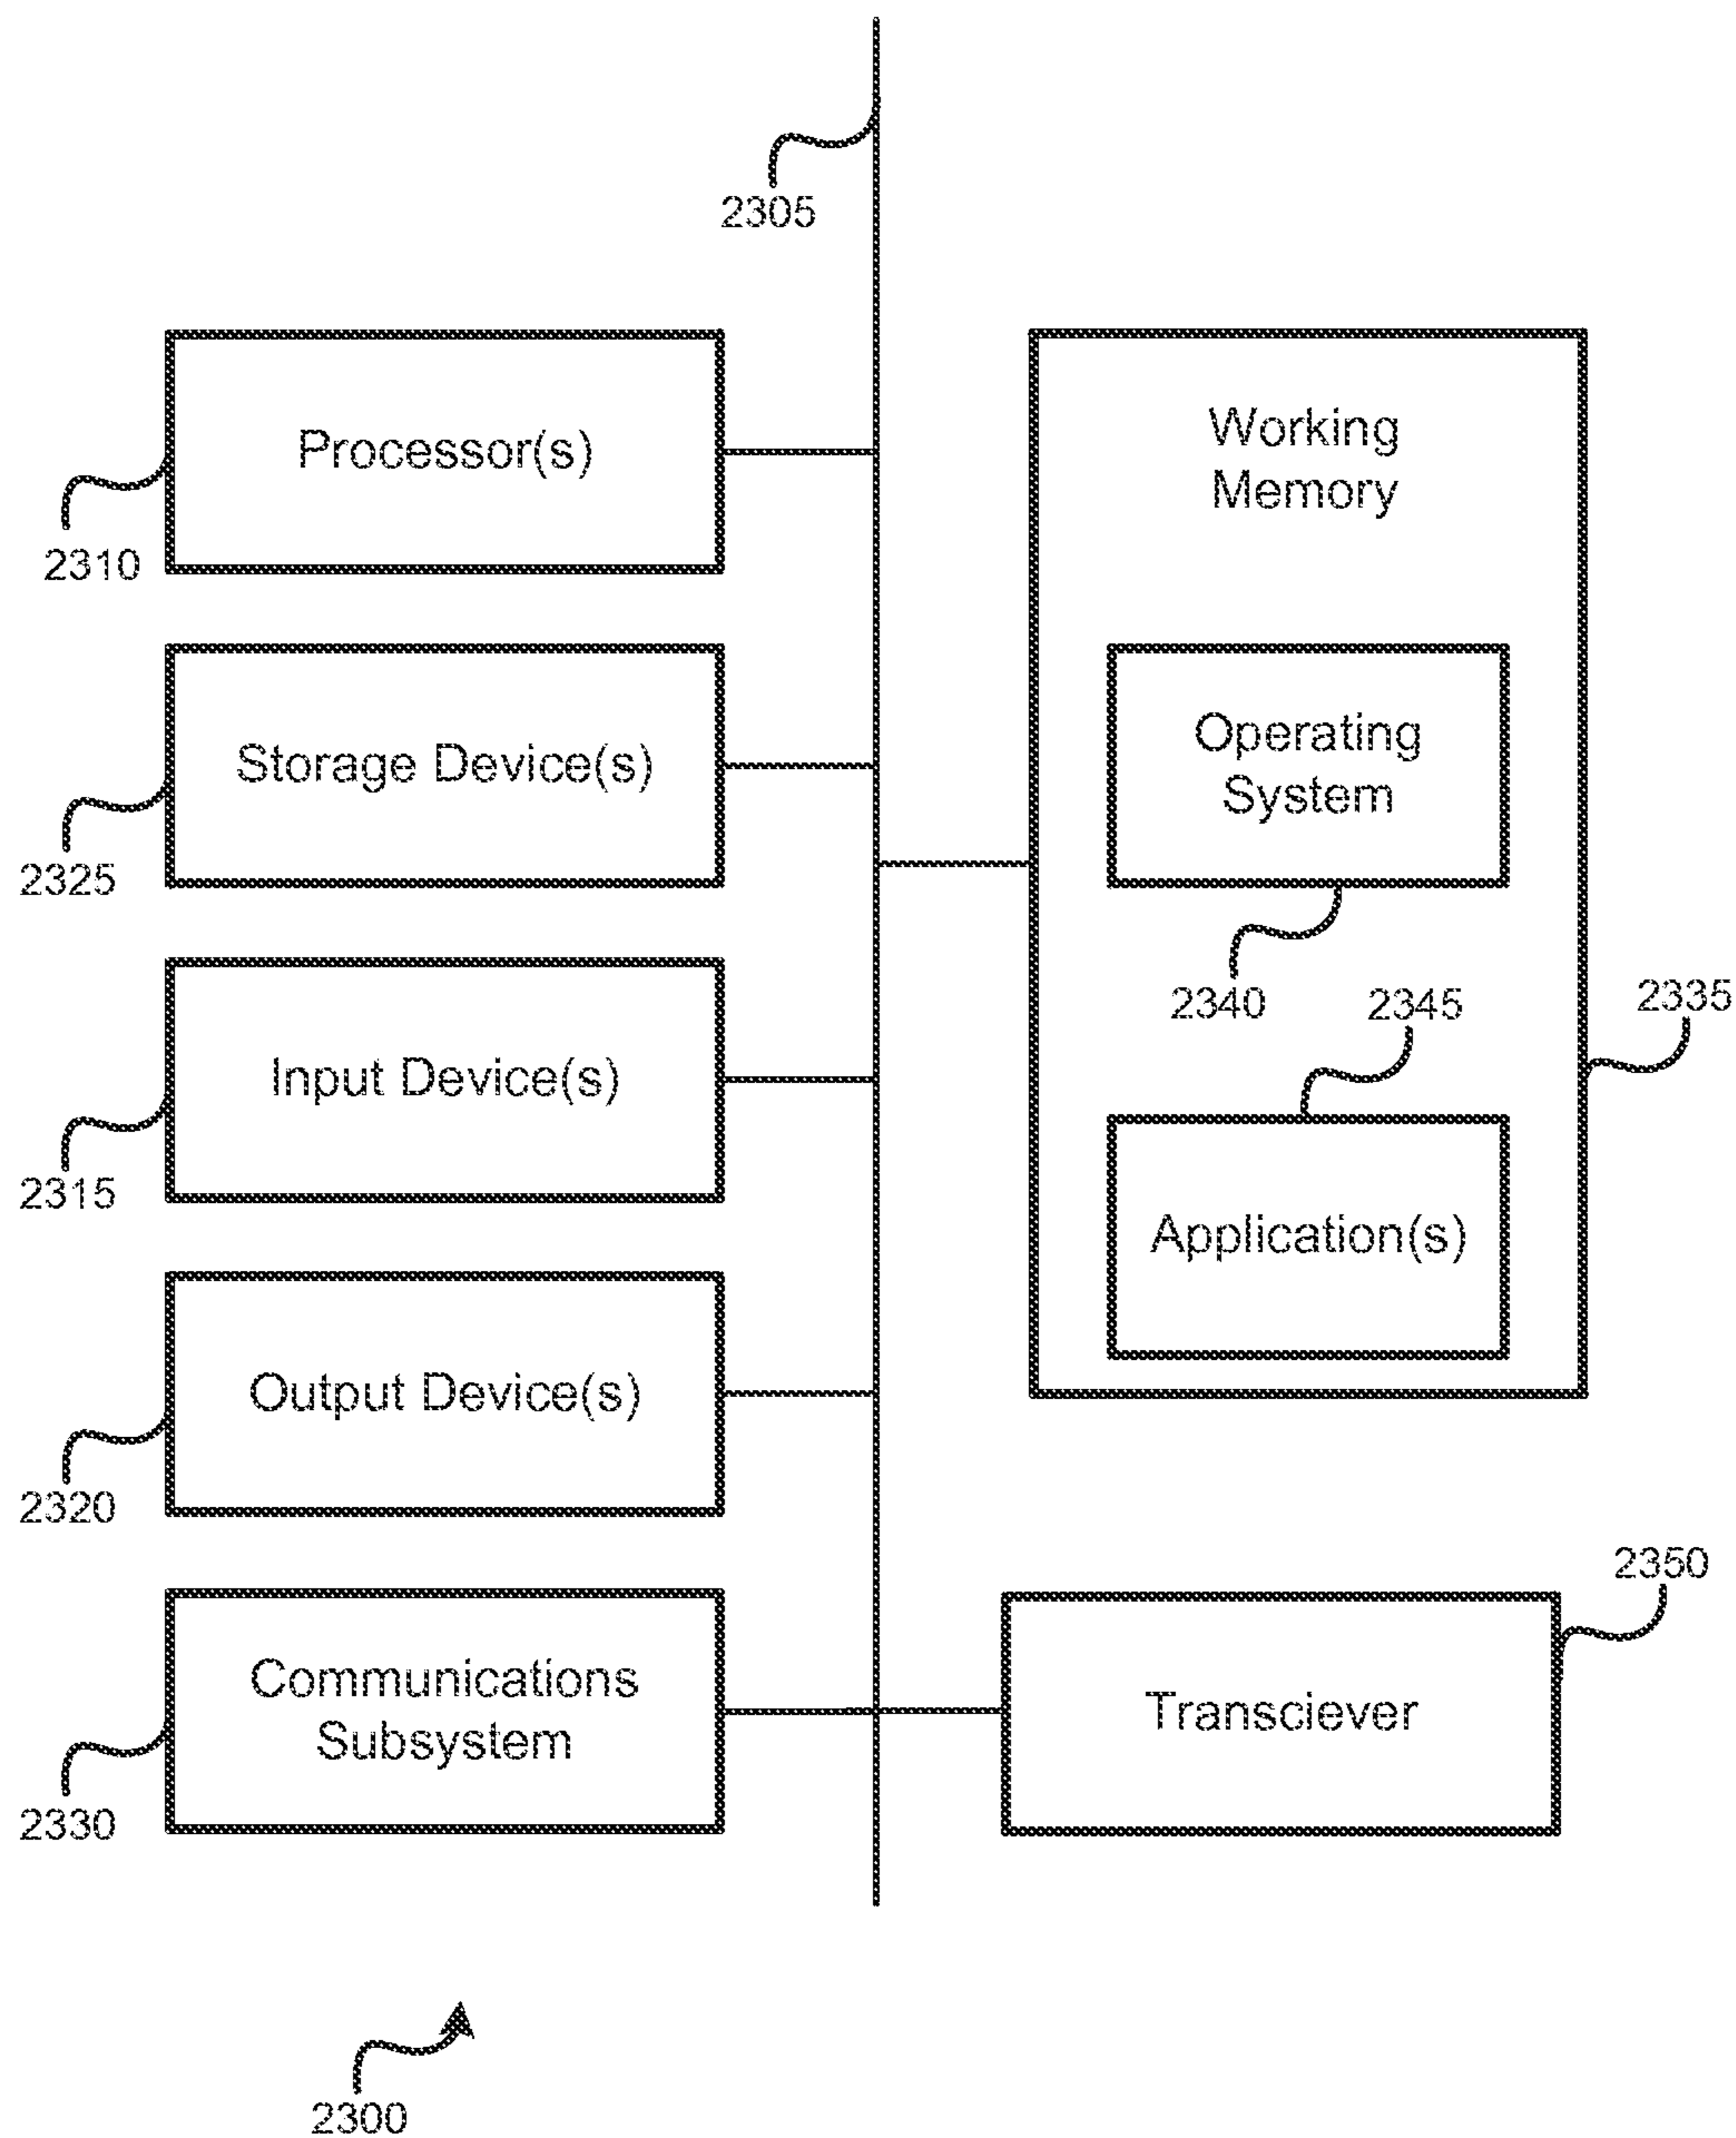 2305
Processor(s)
2310
Storage Device(s)
2325
Input Device(s)
2315
Output Device(s)
2320
Communications
Subsystem
2330
Working
Memory
Operating
System
2340
2345
2335
Application(s)
2350
Transciever
2300